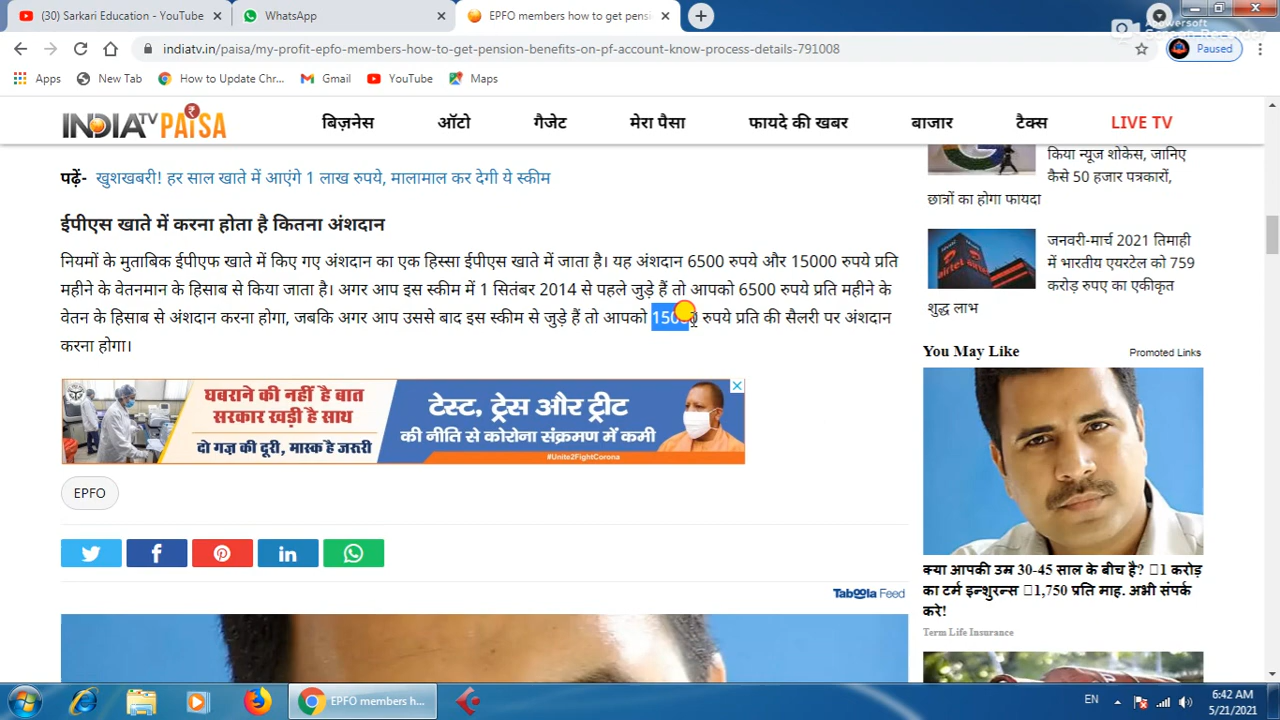 (30) Sarkari Education - YouTube
WhatsApp
EPFO members how to get pensi
Apowersoft
Screen Recorder
indiatv.in/paisa/my-profit-epfo-members-how-to-get-pension-benefits-on-pf-account-know-process-details-791008
Paused
Apps
New Tab
How to Update Chr...
Gmail
YouTube
Maps
INDIA TV PAISA
बिज़नेस
ऑटो
गैजेट
मेरा पैसा
फायदे की खबर
बाजार
टैक्स
LIVE TV
पढ़ें- खुशखबरी! हर साल खाते में आएंगे 1 लाख रुपये, मालामाल कर देगी ये स्कीम
ईपीएस खाते में करना होता है कितना अंशदान
नियमों के मुताबिक ईपीएफ खाते में किए गए अंशदान का एक हिस्सा ईपीएस खाते में जाता है। यह अंशदान 6500 रुपये और 15000 रुपये प्रति
महीने के वेतनमान के हिसाब से किया जाता है। अगर आप इस स्कीम में 1 सितंबर 2014 से पहले जुड़े हैं तो आपको 6500 रुपये प्रति महीने के
वेतन के हिसाब से अंशदान करना होगा, जबकि अगर आप उससे बाद इस स्कीम से जुड़े हैं तो आपको 15000 रुपये प्रति की सैलरी पर अंशदान
करना होगा।
घबराने की नहीं है बात
सरकार खड़ी है साथ
दो गज़ की दूरी, मास्क है जरूरी
टेस्ट, ट्रेस और ट्रीट
की नीति से कोरोना संक्रमण में कमी
#Unite2FightCorona
EPFO
Taboola Feed
किया न्यूज शोकेस, जानिए
कैसे 50 हजार पत्रकारों,
छात्रों का होगा फायदा
जनवरी-मार्च 2021 तिमाही
में भारतीय एयरटेल को 759
करोड़ रुपए का एकीकृत
शुद्ध लाभ
airtel
You May Like
Promoted Links
क्या आपकी उम्र 30-45 साल के बीच है? 1 करोड़
का टर्म इन्शुरन्स 1,750 प्रति माह. अभी संपर्क
करे!
Term Life Insurance
EPFO members h...
EN
6:42 AM
5/21/2021